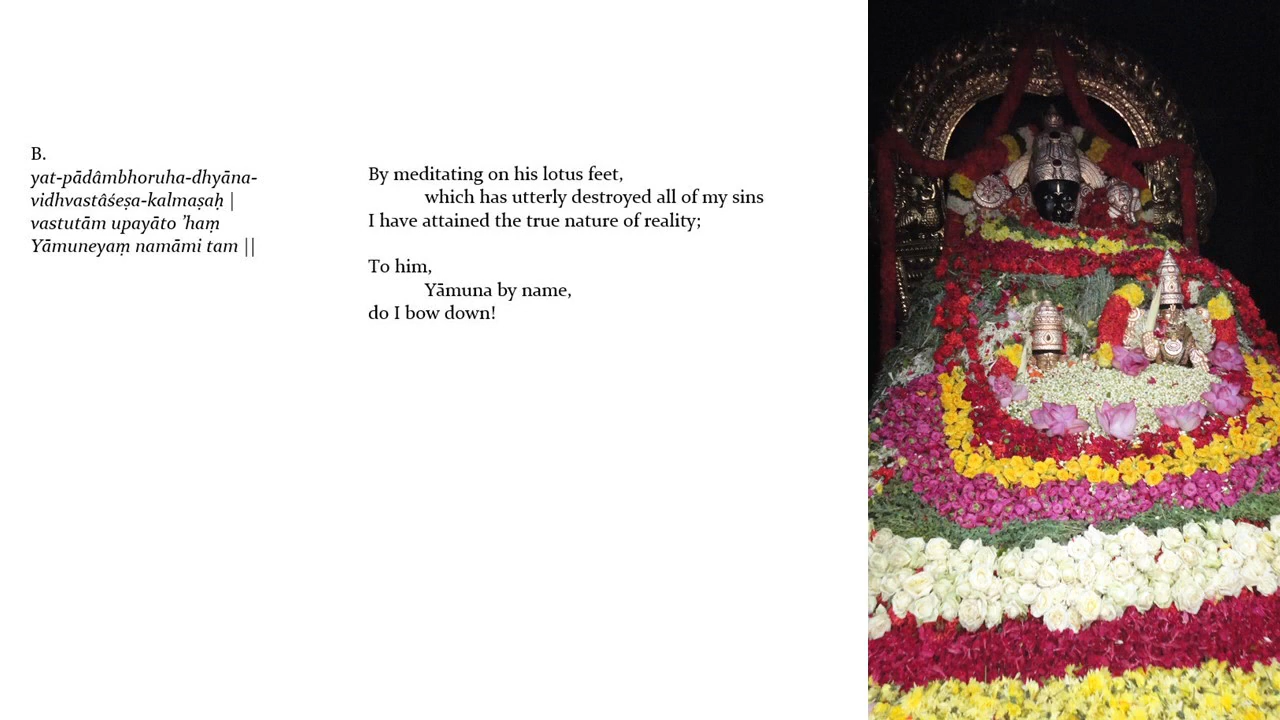 B.
yat-pādâmbhoruha-dhyāna-
vidhvastâśeṣa-kalmaṣaḥ |
vastutām upayāto ’haṃ
Yāmuneyaṃ namāmi tam ||
By meditating on his lotus feet,
which has utterly destroyed all of my sins
I have attained the true nature of reality;
To him,
Yāmuna by name,
do I bow down!